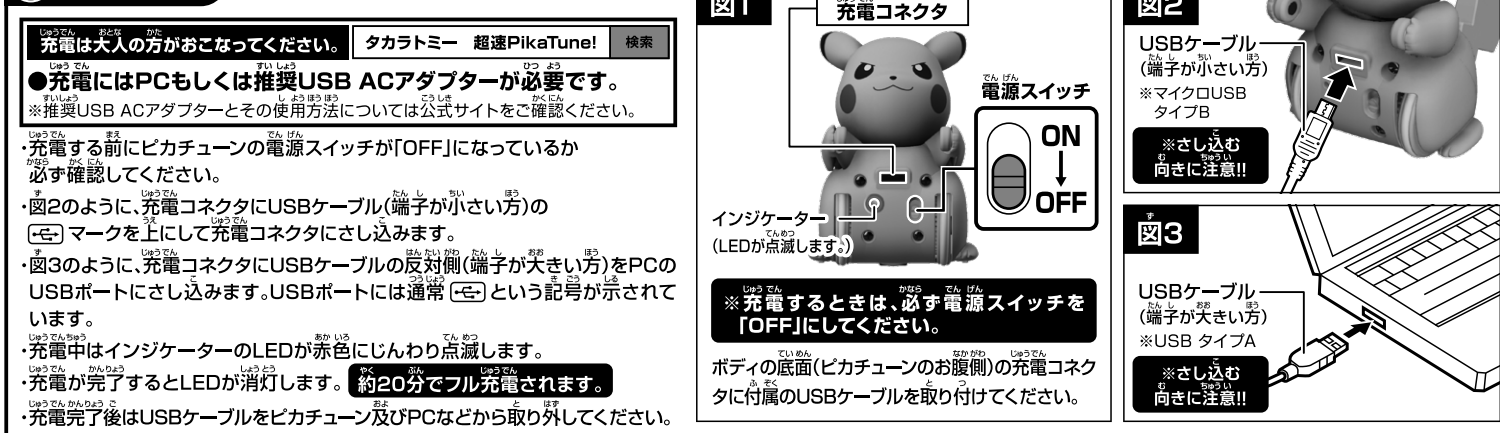 充電は大人の方がおこなってください。
タカラトミー 超速PikaTune! 検索
●充電にはPCもしくは推奨USB ACアダプターが必要です。
※推奨USB ACアダプターとその使用方法については公式サイトをご確認ください。
・充電する前にピカチューンの電源スイッチが「OFF」になっているか
必ず確認してください。
・図2のように、充電コネクタにUSBケーブル(端子が小さい方)の
マークを上にして充電コネクタにさし込みます。
・図3のように、充電コネクタにUSBケーブルの反対側(端子が大きい方)をPCの
USBポートにさし込みます。USBポートには通常 という記号が示されて
います。
・充電中はインジケーターのLEDが赤色にじんわり点滅します。
・充電が完了するとLEDが消灯します。 約20分でフル充電されます。
・充電完了後はUSBケーブルをピカチューン及びPCなどから取り外してください。
図1
充電コネクタ
電源スイッチ
ON
OFF
インジケーター
(LEDが点滅します。)
※充電するときは、必ず電源スイッチを
「OFF」にしてください。
ボディの底面(ピカチューンのお腹側)の充電コネク
タに付属のUSBケーブルを取り付けてください。
図2
USBケーブル
(端子が小さい方)
※マイクロUSB
タイプB
※さし込む
向きに注意!!
図3
USBケーブル
(端子が大きい方)
※USB タイプA
※さし込む
向きに注意!!